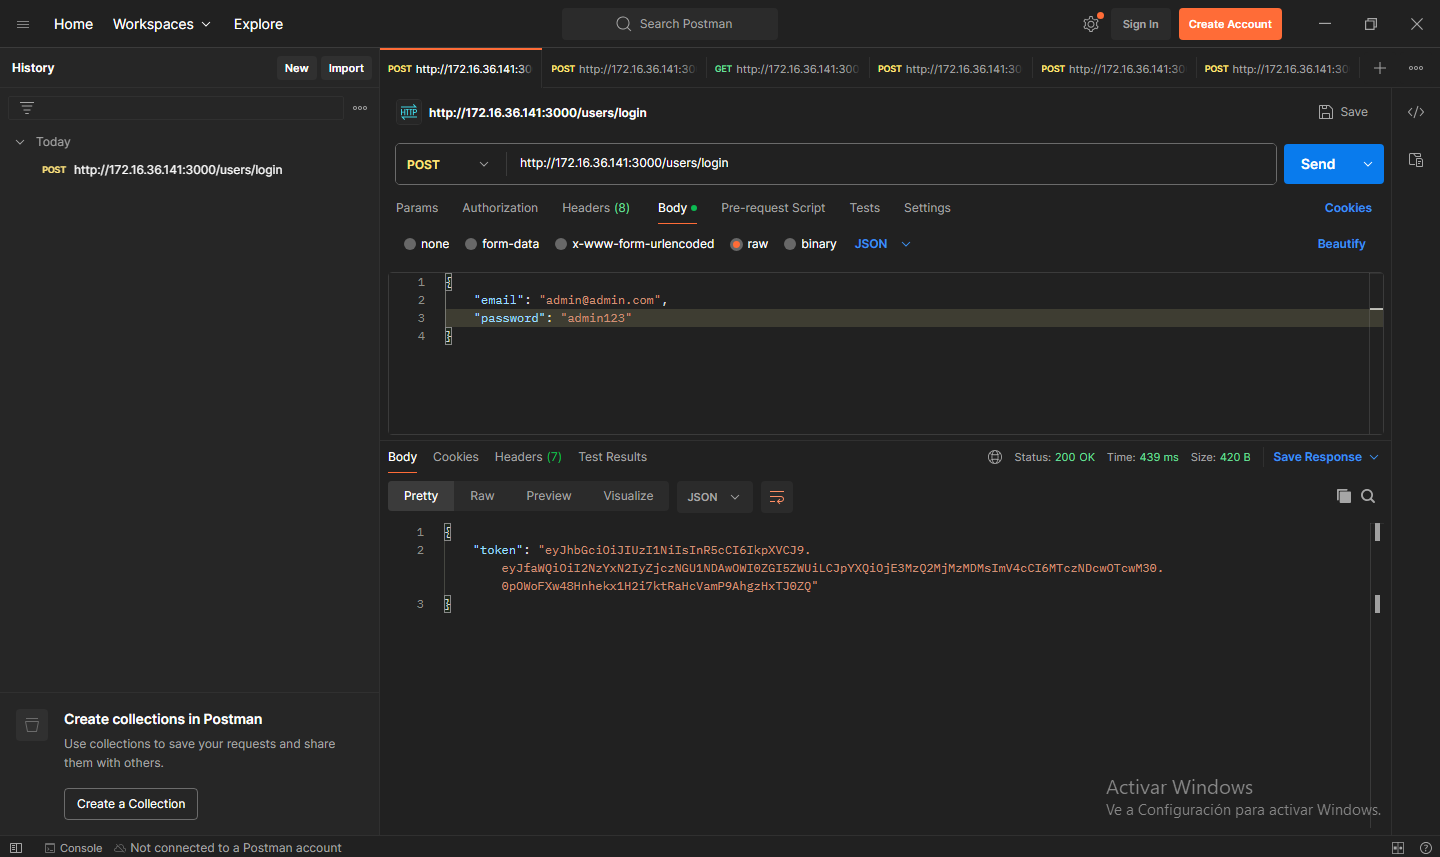 Home Workspaces Explore
Search Postman
Sign In Create Account
History New Import
POST http://172.16.36.141:30 POST http://172.16.36.141:30 GET http://172.16.36.141:3000 POST http://172.16.36.141:30 POST http://172.16.36.141:30 POST http://172.16.36.141:30
Today
POST http://172.16.36.141:3000/users/login
HTTP http://172.16.36.141:3000/users/login Save
POST http://172.16.36.141:3000/users/login Send
Params Authorization Headers (8) Body Pre-request Script Tests Settings Cookies
none form-data x-www-form-urlencoded raw binary JSON Beautify
1 {
2 "email": "admin@admin.com",
3 "password": "admin123"
4 }
Body Cookies Headers (7) Test Results Status: 200 OK Time: 439 ms Size: 420 B Save Response
Pretty Raw Preview Visualize JSON
1 {
2 "token": "eyJhbGciOiJIUzI1NiIsInR5cCI6IkpXVCJ9.
eyJfaWQiOiI2NzYxN2IyZjczNGU1NDAwOWI0ZGI5ZWUiLCJpYXQiOjE3MzQ2MjMzMDMsImV4cCI6MTczNDcwOTcwM30.
0pOWoFXw48Hnhekx1H2i7ktRaHcVamP9AhgzHxTJ0ZQ"
3 }
Create collections in Postman
Use collections to save your requests and share
them with others.
Create a Collection
Activar Windows
Ve a Configuración para activar Windows.
Console Not connected to a Postman account